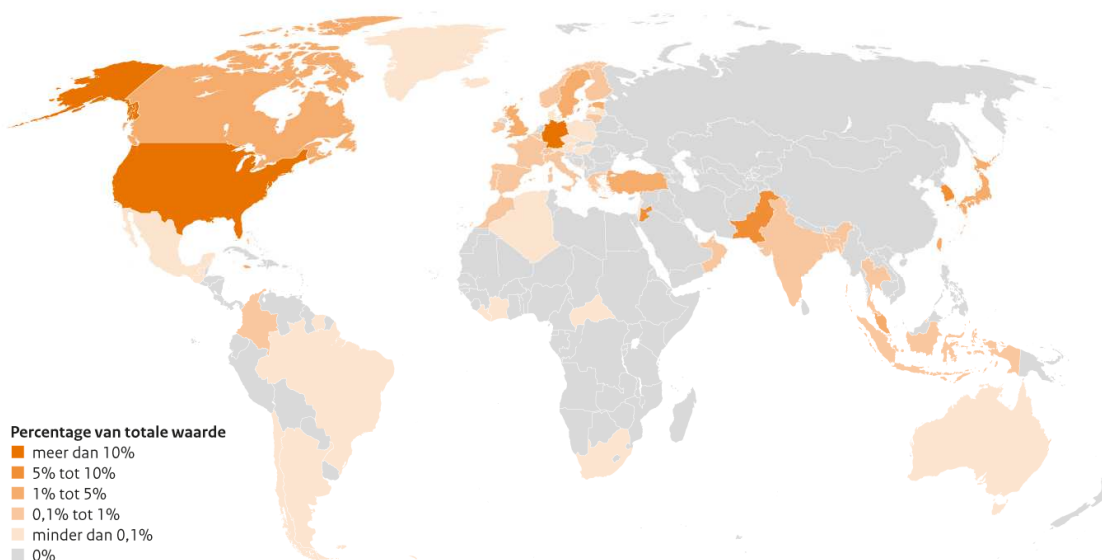 Percentage van totale waarde
meer dan 10%
5% tot 10%
1% tot 5%
0,1% tot 1%
minder dan 0,1%
0%